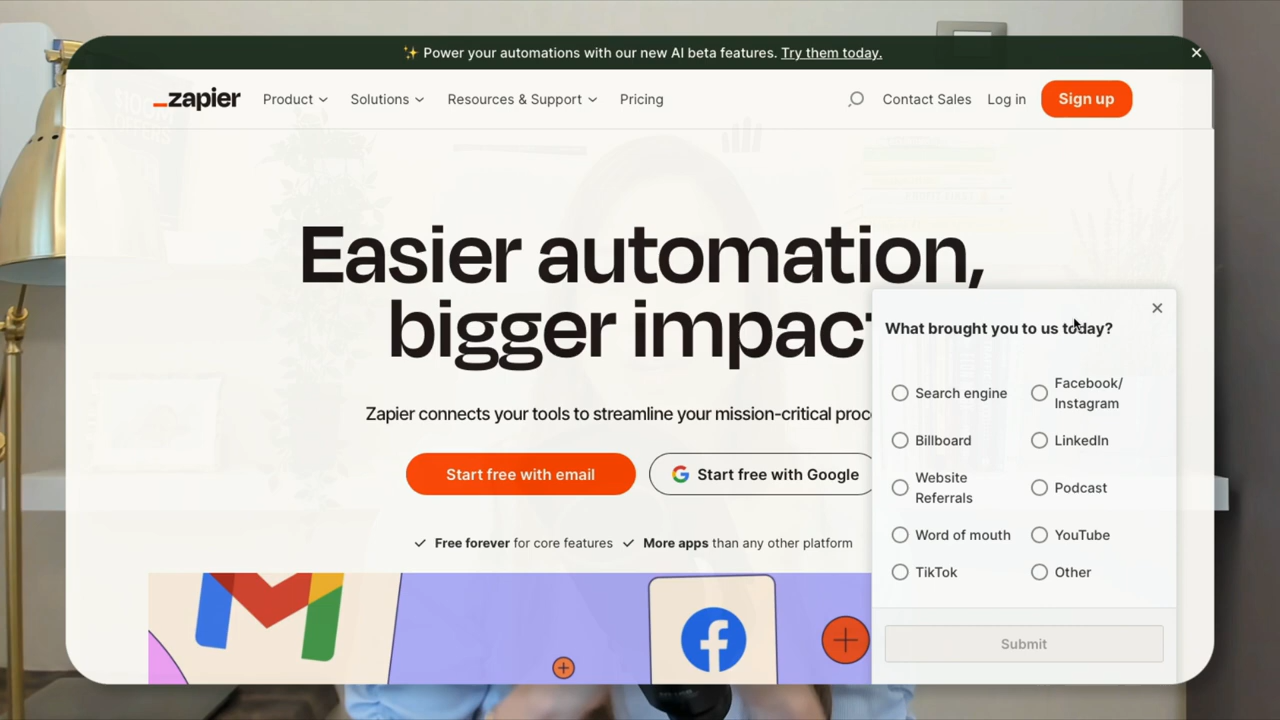 ✨ Power your automations with our new AI beta features. Try them today.
zapier
Product
Solutions
Resources & Support
Pricing
Contact Sales
Log in
Sign up
Easier automation,
bigger impac
Zapier connects your tools to streamline your mission-critical proc
Start free with email
Start free with Google
Free forever for core features
More apps than any other platform
What brought you to us today?
Search engine
Facebook/
Instagram
Billboard
LinkedIn
Website
Referrals
Podcast
Word of mouth
YouTube
TikTok
Other
Submit